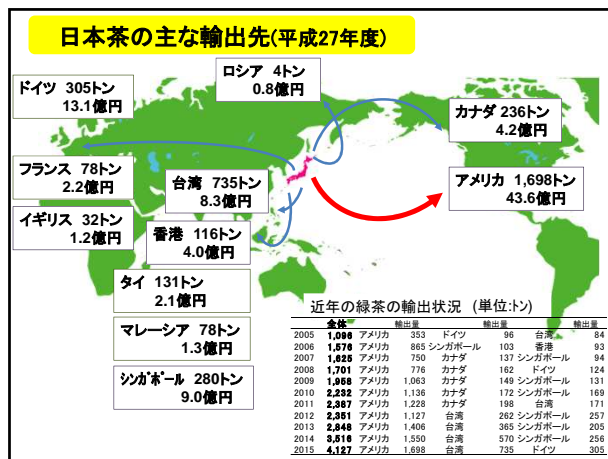 日本茶の主な輸出先(平成27年度)
ロシア 4トン
0.8億円
ドイツ 305トン
13.1億円
カナダ 236トン
4.2億円
フランス 78トン
2.2億円
台湾 735トン
8.3億円
アメリカ 1,698トン
43.6億円
イギリス 32トン
1.2億円
香港 116トン
4.0億円
タイ 131トン
2.1億円
マレーシア 78トン
1.3億円
シンガポール 280トン
9.0億円
近年の緑茶の輸出状況 (単位:トン)
全体 輸出量 輸出量 輸出量
2005 1,096 アメリカ 353 ドイツ 96 台湾 84
2006 1,576 アメリカ 865 シンガポール 103 香港 93
2007 1,625 アメリカ 750 カナダ 137 シンガポール 94
2008 1,701 アメリカ 776 カナダ 162 ドイツ 124
2009 1,958 アメリカ 1,063 カナダ 149 シンガポール 131
2010 2,232 アメリカ 1,136 カナダ 172 シンガポール 169
2011 2,387 アメリカ 1,228 カナダ 198 台湾 171
2012 2,351 アメリカ 1,127 台湾 262 シンガポール 257
2013 2,848 アメリカ 1,406 台湾 365 シンガポール 205
2014 3,516 アメリカ 1,550 台湾 570 シンガポール 256
2015 4,127 アメリカ 1,698 台湾 735 ドイツ 305